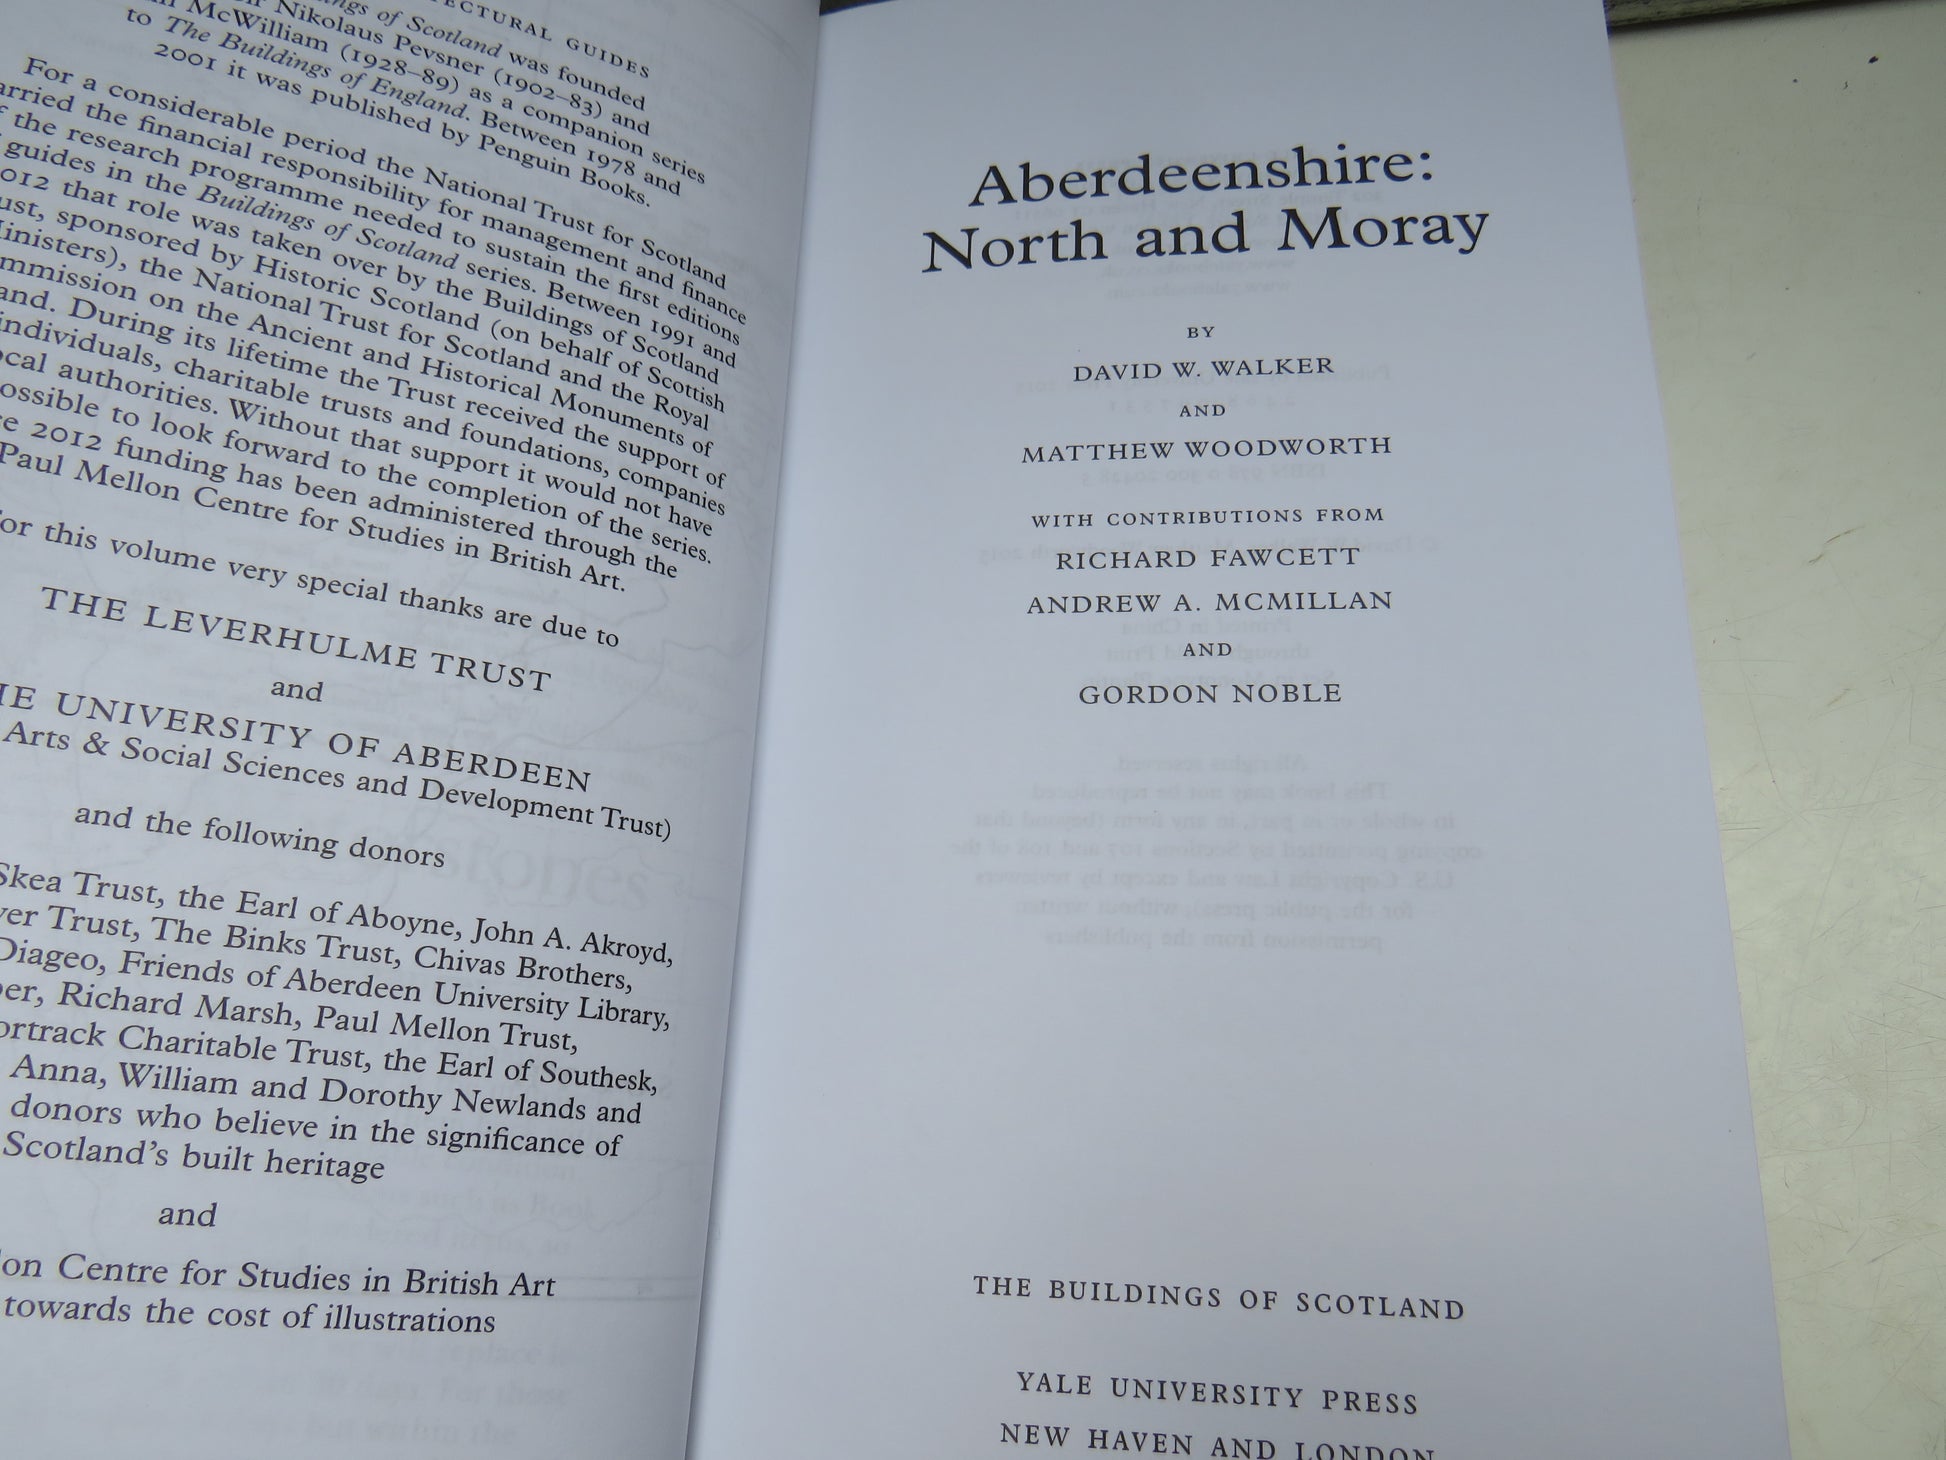 ECTURAL GUIDES
ngs of Scotland was founded
Nikolaus Pevsner (1902–83) and
McWilliam (1928–89) as a companion series
to The Buildings of England. Between 1978 and
2001 it was published by Penguin Books.
For a considerable period the National Trust for Scotland
arried the financial responsibility for management and finance
the research programme needed to sustain the first editions
guides in the Buildings of Scotland series. Between 1991 and
012 that role was taken over by the Buildings of Scotland
ust, sponsored by Historic Scotland (on behalf of Scottish
inisters), the National Trust for Scotland and the Royal
mmission on the Ancient and Historical Monuments of
and. During its lifetime the Trust received the support of
individuals, charitable trusts and foundations, companies
ocal authorities. Without that support it would not have
ossible to look forward to the completion of the series.
e 2012 funding has been administered through the
Paul Mellon Centre for Studies in British Art.
or this volume very special thanks are due to
THE LEVERHULME TRUST
and
HE UNIVERSITY OF ABERDEEN
Arts & Social Sciences and Development Trust)
and the following donors
Skea Trust, the Earl of Aboyne, John A. Akroyd,
ver Trust, The Binks Trust, Chivas Brothers,
Diageo, Friends of Aberdeen University Library,
er, Richard Marsh, Paul Mellon Trust,
ortrack Charitable Trust, the Earl of Southesk,
Anna, William and Dorothy Newlands and
donors who believe in the significance of
Scotland's built heritage
and
lon Centre for Studies in British Art
towards the cost of illustrations
Aberdeenshire:
North and Moray
BY
DAVID W. WALKER
AND
MATTHEW WOODWORTH
WITH CONTRIBUTIONS FROM
RICHARD FAWCETT
ANDREW A. MCMILLAN
AND
GORDON NOBLE
THE BUILDINGS OF SCOTLAND
YALE UNIVERSITY PRESS
NEW HAVEN AND LONDON